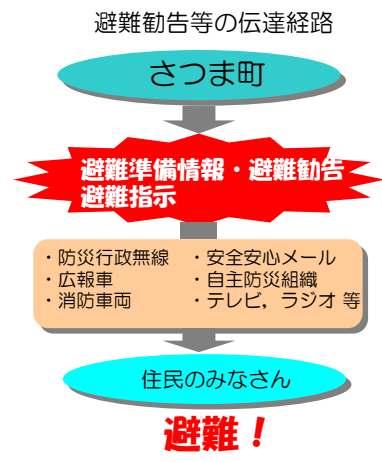 避難勧告等の伝達経路
さつま町
避難準備情報・避難勧告
避難指示
・防災行政無線 ・安全安心メール
・広報車 ・自主防災組織
・消防車両 ・テレビ，ラジオ 等
住民のみなさん
避難！